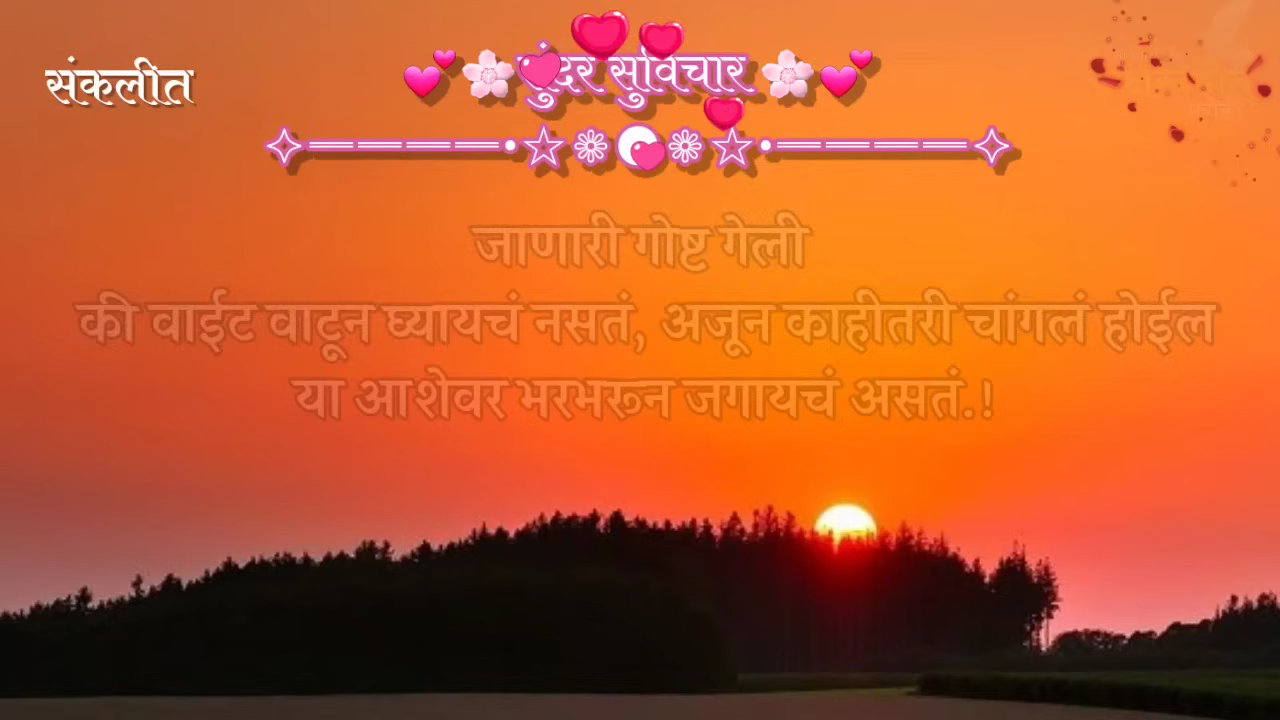 संकलीत
सुंदर सुविचार
जाणारी गोष्ट गेली
की वाईट वाटून घ्यायचं नसतं, अजून काहीतरी चांगलं होईल
या आशेवर भरभरून जगायचं असतं.!